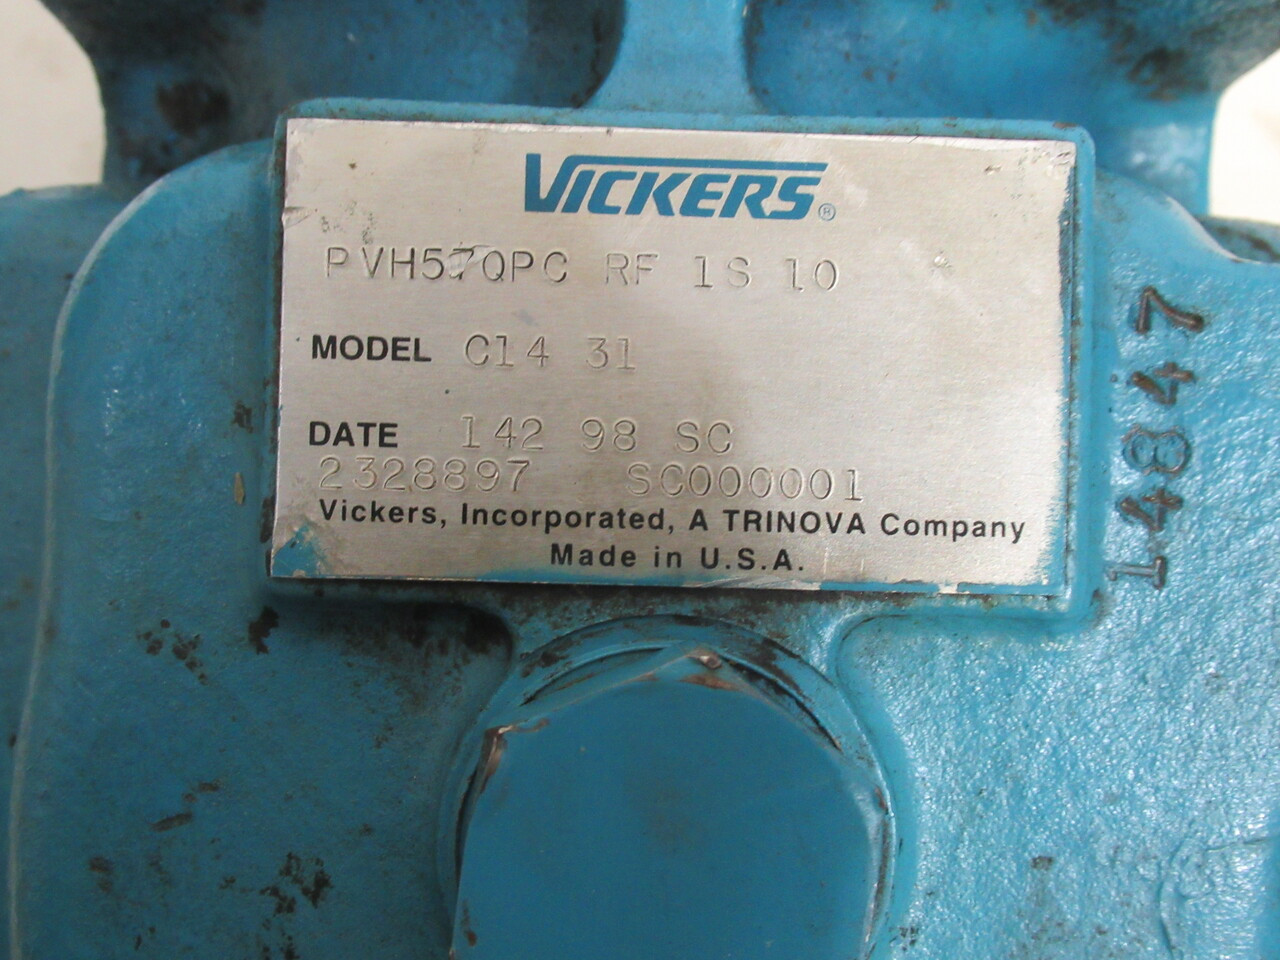 VICKERS®
PVH57QPC RF 1S 10
MODEL C14 31
DATE 142 98 SC
2328897 SC000001
Vickers, Incorporated, A TRINOVA Company
Made in U.S.A.
14847